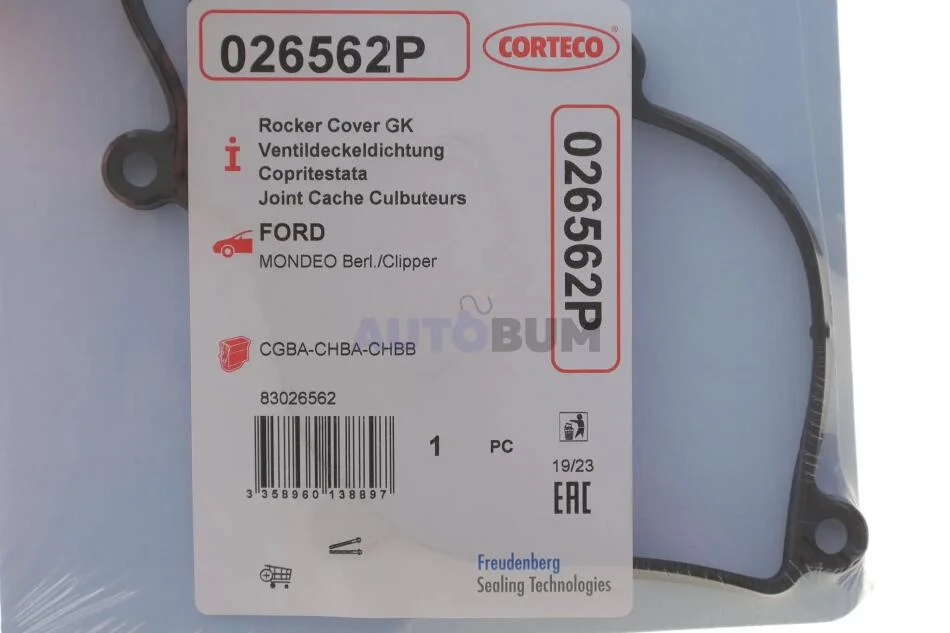 026562P
CORTECO
Rocker Cover GK
Ventildeckeldichtung
Copritestata
Joint Cache Culbuteurs
FORD
MONDEO Berl./Clipper
026562P
AUTOBUM
CGBA-CHBA-CHBB
83026562
3 358960 138897
1 PC
19/23
EAC
Freudenberg
Sealing Technologies